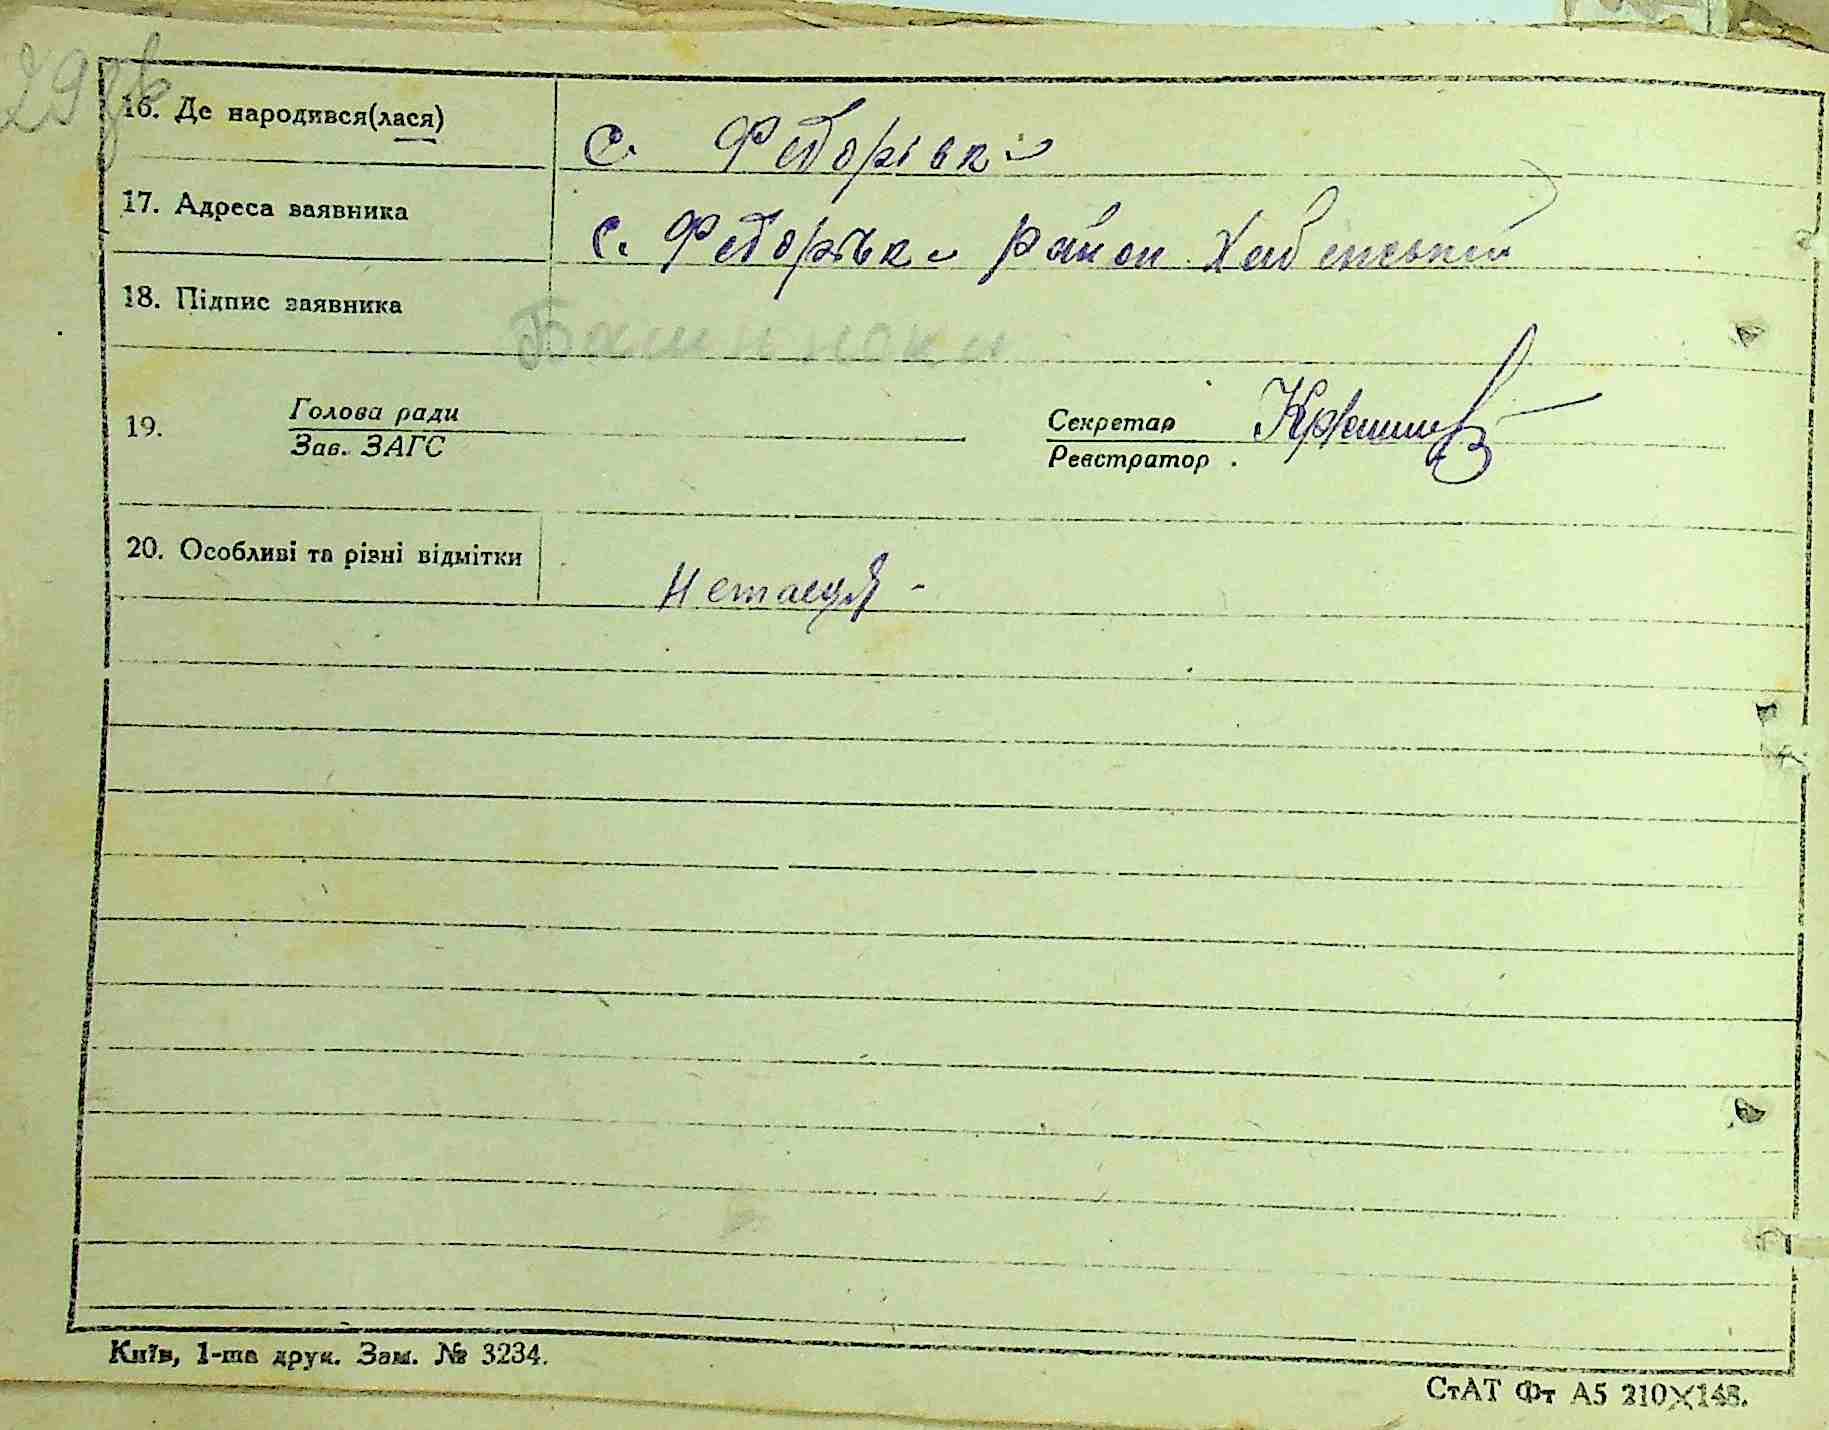 29зв
16. Де народився(лася)
с. Федорівка
17. Адреса заявника
с. Федорівка район Хабенський
18. Підпис заявника
19. Голова ради
Зав. ЗАГС
Секретар
Реєстратор.
20. Особливі та різні відмітки
Київ, 1-ша друк. Зам. № 3234.
СтАТ Фт А5 210×148.